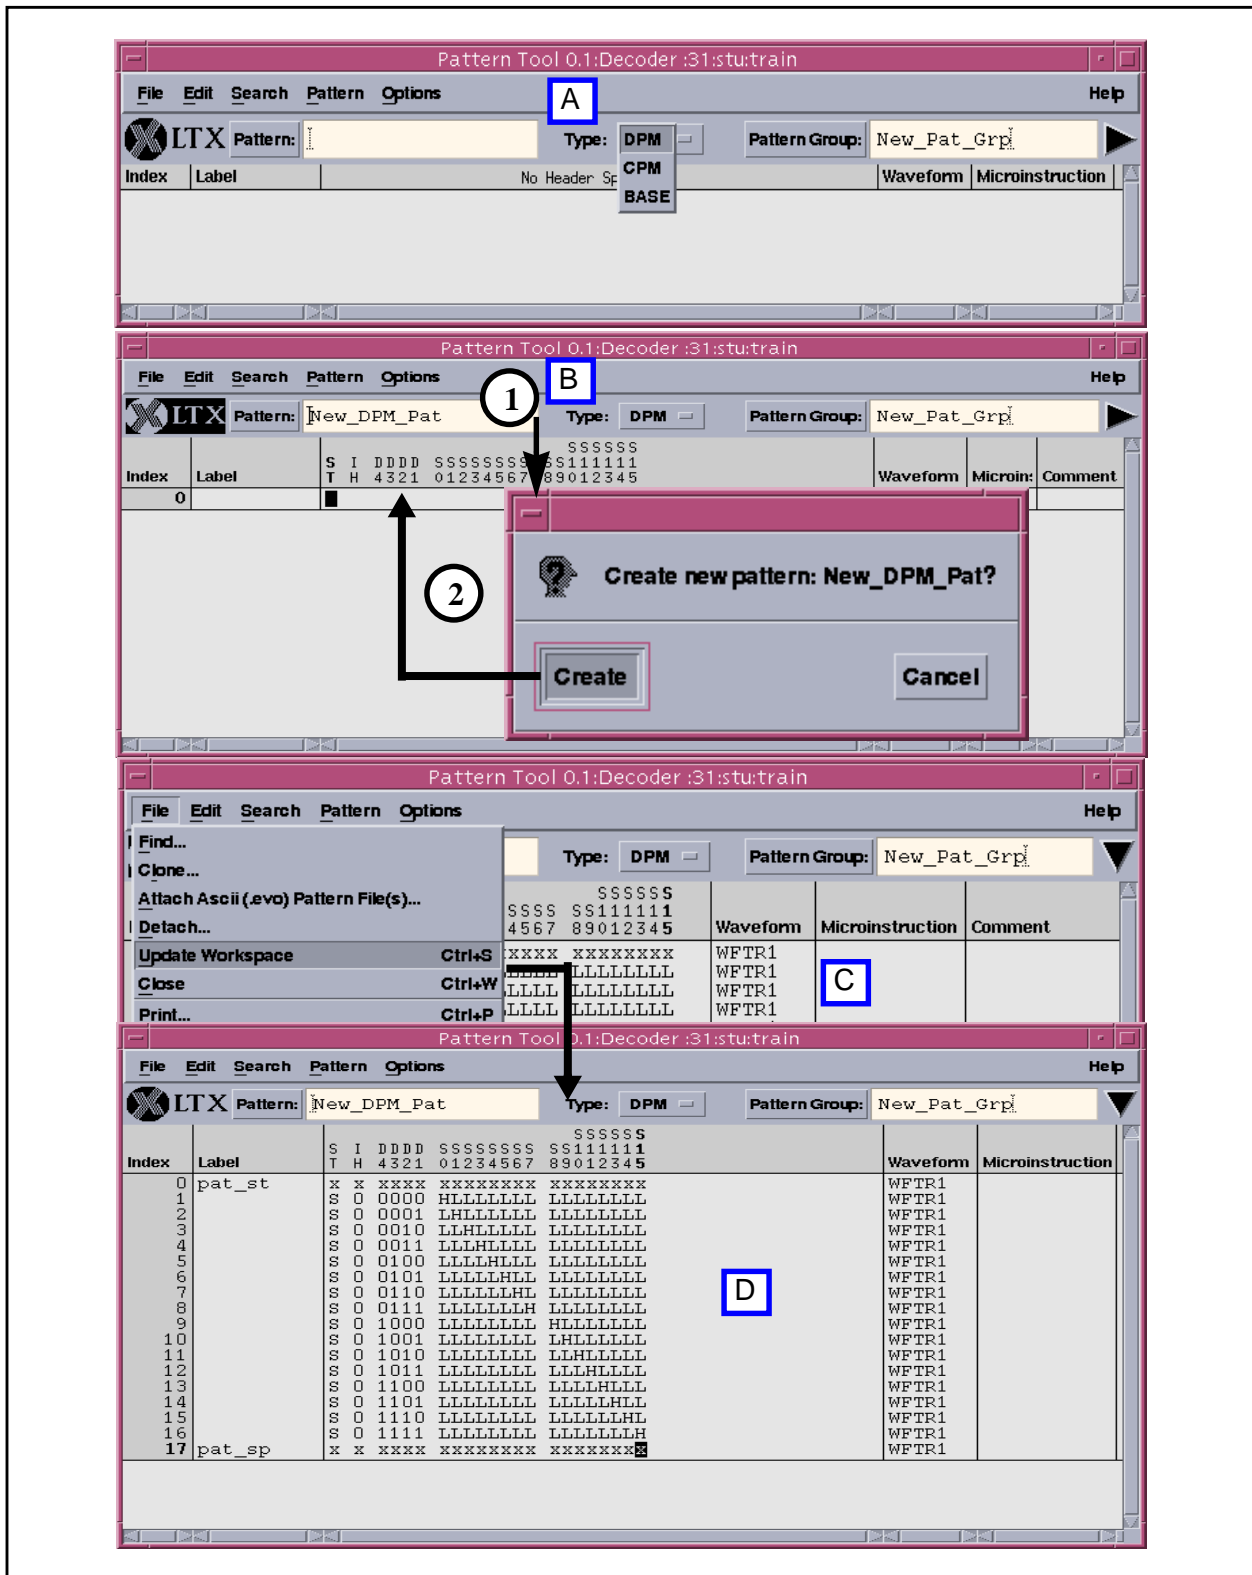 Pattern Tool 0.1:Decoder :31:stu:train
File Edit Search Pattern Options Help
A
LTX Pattern: Type: DPM Pattern Group: New_Pat_Grp
CPM
BASE
Index Label No Header Sp Waveform Microinstruction
Pattern Tool 0.1:Decoder :31:stu:train
File Edit Search Pattern Options Help
B
1
LTX Pattern: New_DPM_Pat Type: DPM Pattern Group: New_Pat_Grp
SSSSSS
S I DDDD SSSSSSSS SS111111
Index Label T H 4321 01234567 89012345 Waveform Microin: Comment
0
Create new pattern: New_DPM_Pat?
2
Create Cancel
Pattern Tool 0.1:Decoder :31:stu:train
File Edit Search Pattern Options Help
Find...
Clone...
Attach Ascii (.evo) Pattern File(s)...
Detach...
Update Workspace Ctrl+S
Close Ctrl+W
Print... Ctrl+P
Type: DPM Pattern Group: New_Pat_Grp
SSSSSS
SSSS SS111111
4567 89012345 Waveform Microinstruction Comment
XXXX XXXXXXXX WFTR1
LLLL LLLLLLLL WFTR1
LLLL LLLLLLLL WFTR1
LLLL LLLLLLLL WFTR1
C
Pattern Tool 0.1:Decoder :31:stu:train
File Edit Search Pattern Options Help
LTX Pattern: New_DPM_Pat Type: DPM Pattern Group: New_Pat_Grp
SSSSSS
S I DDDD SSSSSSSS SS111111
Index Label T H 4321 01234567 89012345 Waveform Microinstruction
0 pat_st X X XXXX XXXXXXXX XXXXXXXX WFTR1
1 S 0 0000 HLLLLLLL LLLLLLLL WFTR1
2 S 0 0001 LHLLLLLL LLLLLLLL WFTR1
3 S 0 0010 LLHLLLLL LLLLLLLL WFTR1
4 S 0 0011 LLLHLLLL LLLLLLLL WFTR1
5 S 0 0100 LLLLHLLL LLLLLLLL WFTR1
6 S 0 0101 LLLLLHLL LLLLLLLL WFTR1
7 S 0 0110 LLLLLLHL LLLLLLLL WFTR1
8 S 0 0111 LLLLLLLH LLLLLLLL WFTR1
9 S 0 1000 LLLLLLLL HLLLLLLL WFTR1
10 S 0 1001 LLLLLLLL LHLLLLLL WFTR1
11 S 0 1010 LLLLLLLL LLHLLLLL WFTR1
12 S 0 1011 LLLLLLLL LLLHLLLL WFTR1
13 S 0 1100 LLLLLLLL LLLLHLLL WFTR1
14 S 0 1101 LLLLLLLL LLLLLHLL WFTR1
15 S 0 1110 LLLLLLLL LLLLLLHL WFTR1
16 S 0 1111 LLLLLLLL LLLLLLLH WFTR1
17 pat_sp X X XXXX XXXXXXXX XXXXXXXX WFTR1
D